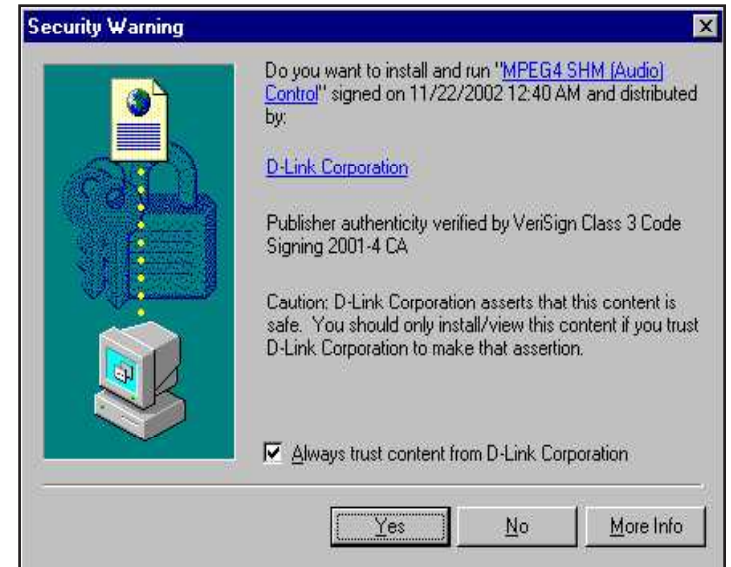 Security Warning
Do you want to install and run "MPEG4 SHM (Audio)
Control" signed on 11/22/2002 12:40 AM and distributed
by:
D-Link Corporation
Publisher authenticity verified by VeriSign Class 3 Code
Signing 2001-4 CA
Caution: D-Link Corporation asserts that this content is
safe. You should only install/view this content if you trust
D-Link Corporation to make that assertion.
Always trust content from D-Link Corporation
Yes No More Info